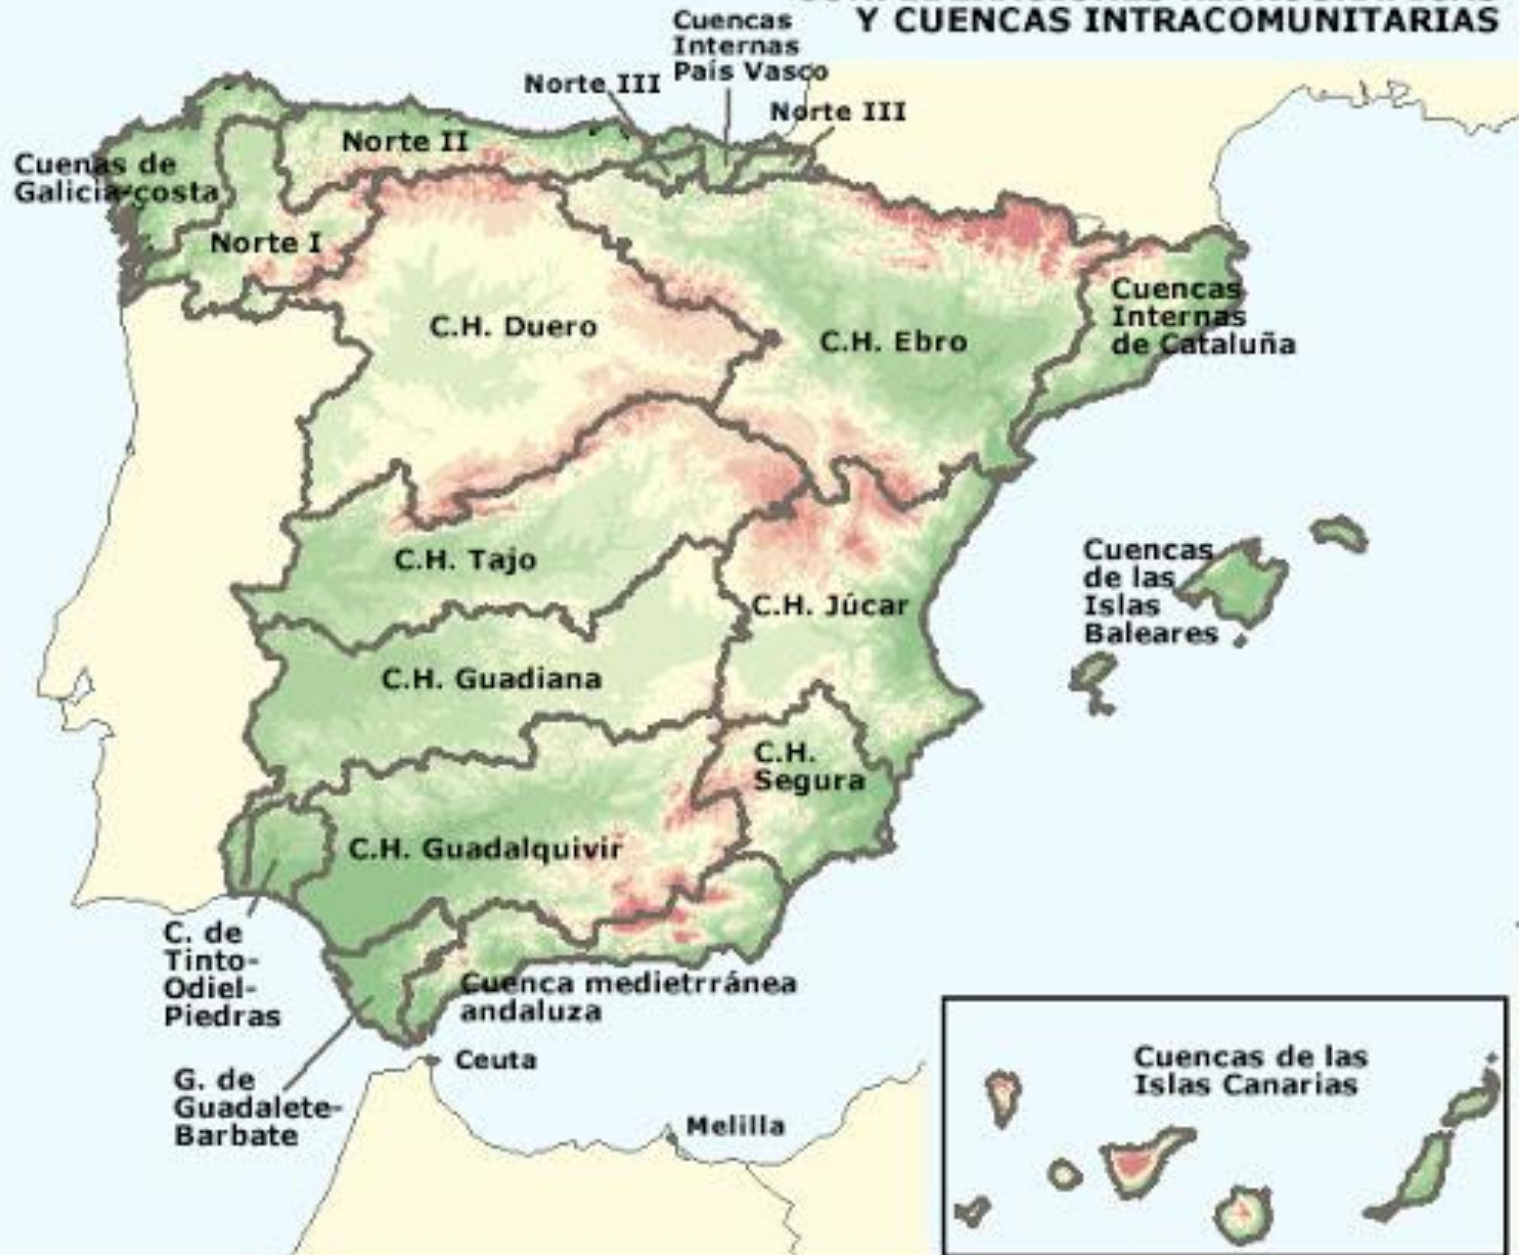 Y CUENCAS INTRACOMUNITARIAS
Cuencas
Internas
País Vasco
Norte III
Norte III
Norte II
Cuenas de
Galicia-costa
Norte I
C.H. Duero
C.H. Ebro
Cuencas
Internas
de Cataluña
C.H. Tajo
Cuencas
de las
Islas
Baleares
C.H. Júcar
C.H. Guadiana
C.H.
Segura
C.H. Guadalquivir
C. de
Tinto-
Odiel-
Piedras
Cuenca medietrránea
andaluza
G. de
Guadalete-
Barbate
Ceuta
Melilla
Cuencas de las
Islas Canarias